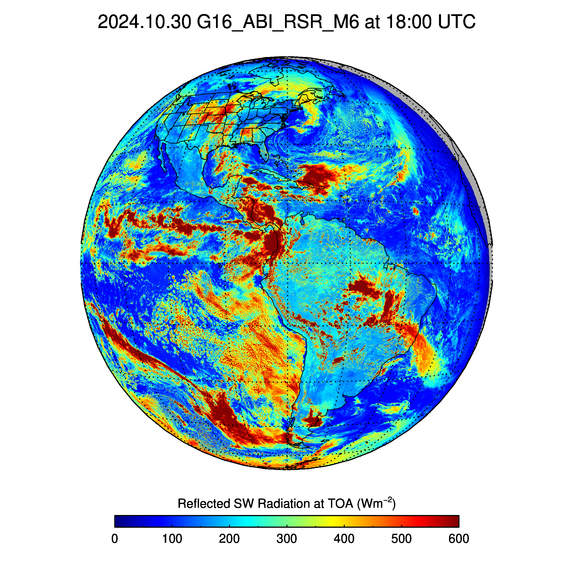 2024.10.30 G16_ABI_RSR_M6 at 18:00 UTC
Reflected SW Radiation at TOA (Wm⁻²)
0 100 200 300 400 500 600